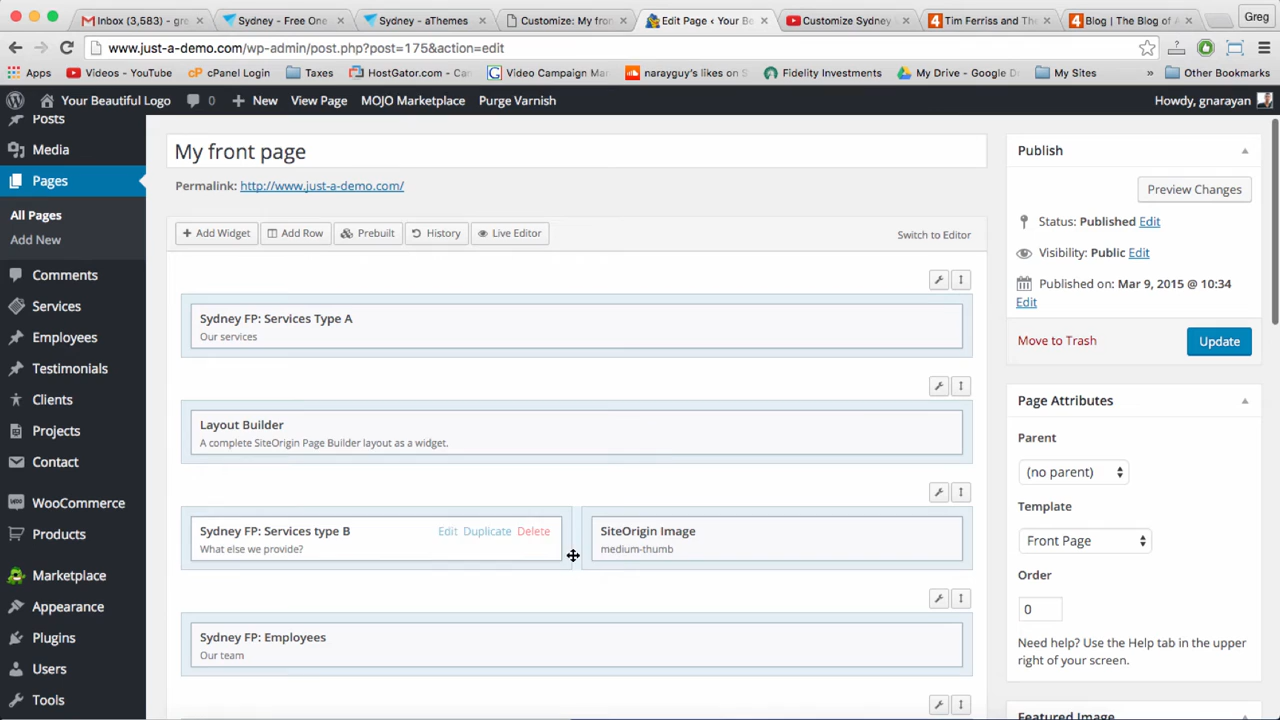 Inbox (3,583) – gre
Sydney - Free One
Sydney - aThemes
Customize: My fron
Edit Page ‹ Your Be
Customize Sydney
Tim Ferriss and The
Blog | The Blog of A
Greg
www.just-a-demo.com/wp-admin/post.php?post=175&action=edit
Apps
Videos - YouTube
cPanel Login
Taxes
HostGator.com - Can
Video Campaign Ma
narayguy's likes on S
Fidelity Investments
My Drive - Google D
My Sites
»
Other Bookmarks
Your Beautiful Logo
0
New
View Page
MOJO Marketplace
Purge Varnish
Howdy, gnarayan
Posts
Media
Pages
All Pages
Add New
Comments
Services
Employees
Testimonials
Clients
Projects
Contact
WooCommerce
Products
Marketplace
Appearance
Plugins
Users
Tools
My front page
Permalink: http://www.just-a-demo.com/
Add Widget
Add Row
Prebuilt
History
Live Editor
Switch to Editor
Sydney FP: Services Type A
Our services
Layout Builder
A complete SiteOrigin Page Builder layout as a widget.
Sydney FP: Services type B
Edit Duplicate Delete
What else we provide?
SiteOrigin Image
medium-thumb
Sydney FP: Employees
Our team
Publish
Preview Changes
Status: Published Edit
Visibility: Public Edit
Published on: Mar 9, 2015 @ 10:34
Edit
Move to Trash
Update
Page Attributes
Parent
(no parent)
Template
Front Page
Order
0
Need help? Use the Help tab in the upper
right of your screen.
Featured Image